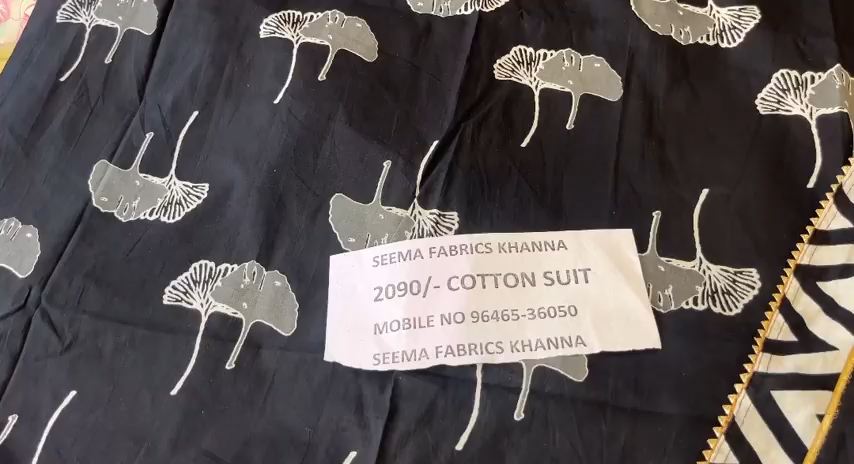 SEEMA FABRICS KHANNA
2090/- COTTON SUIT
MOBILE NO 96465-36050
SEEMA FABRICS KHANNA